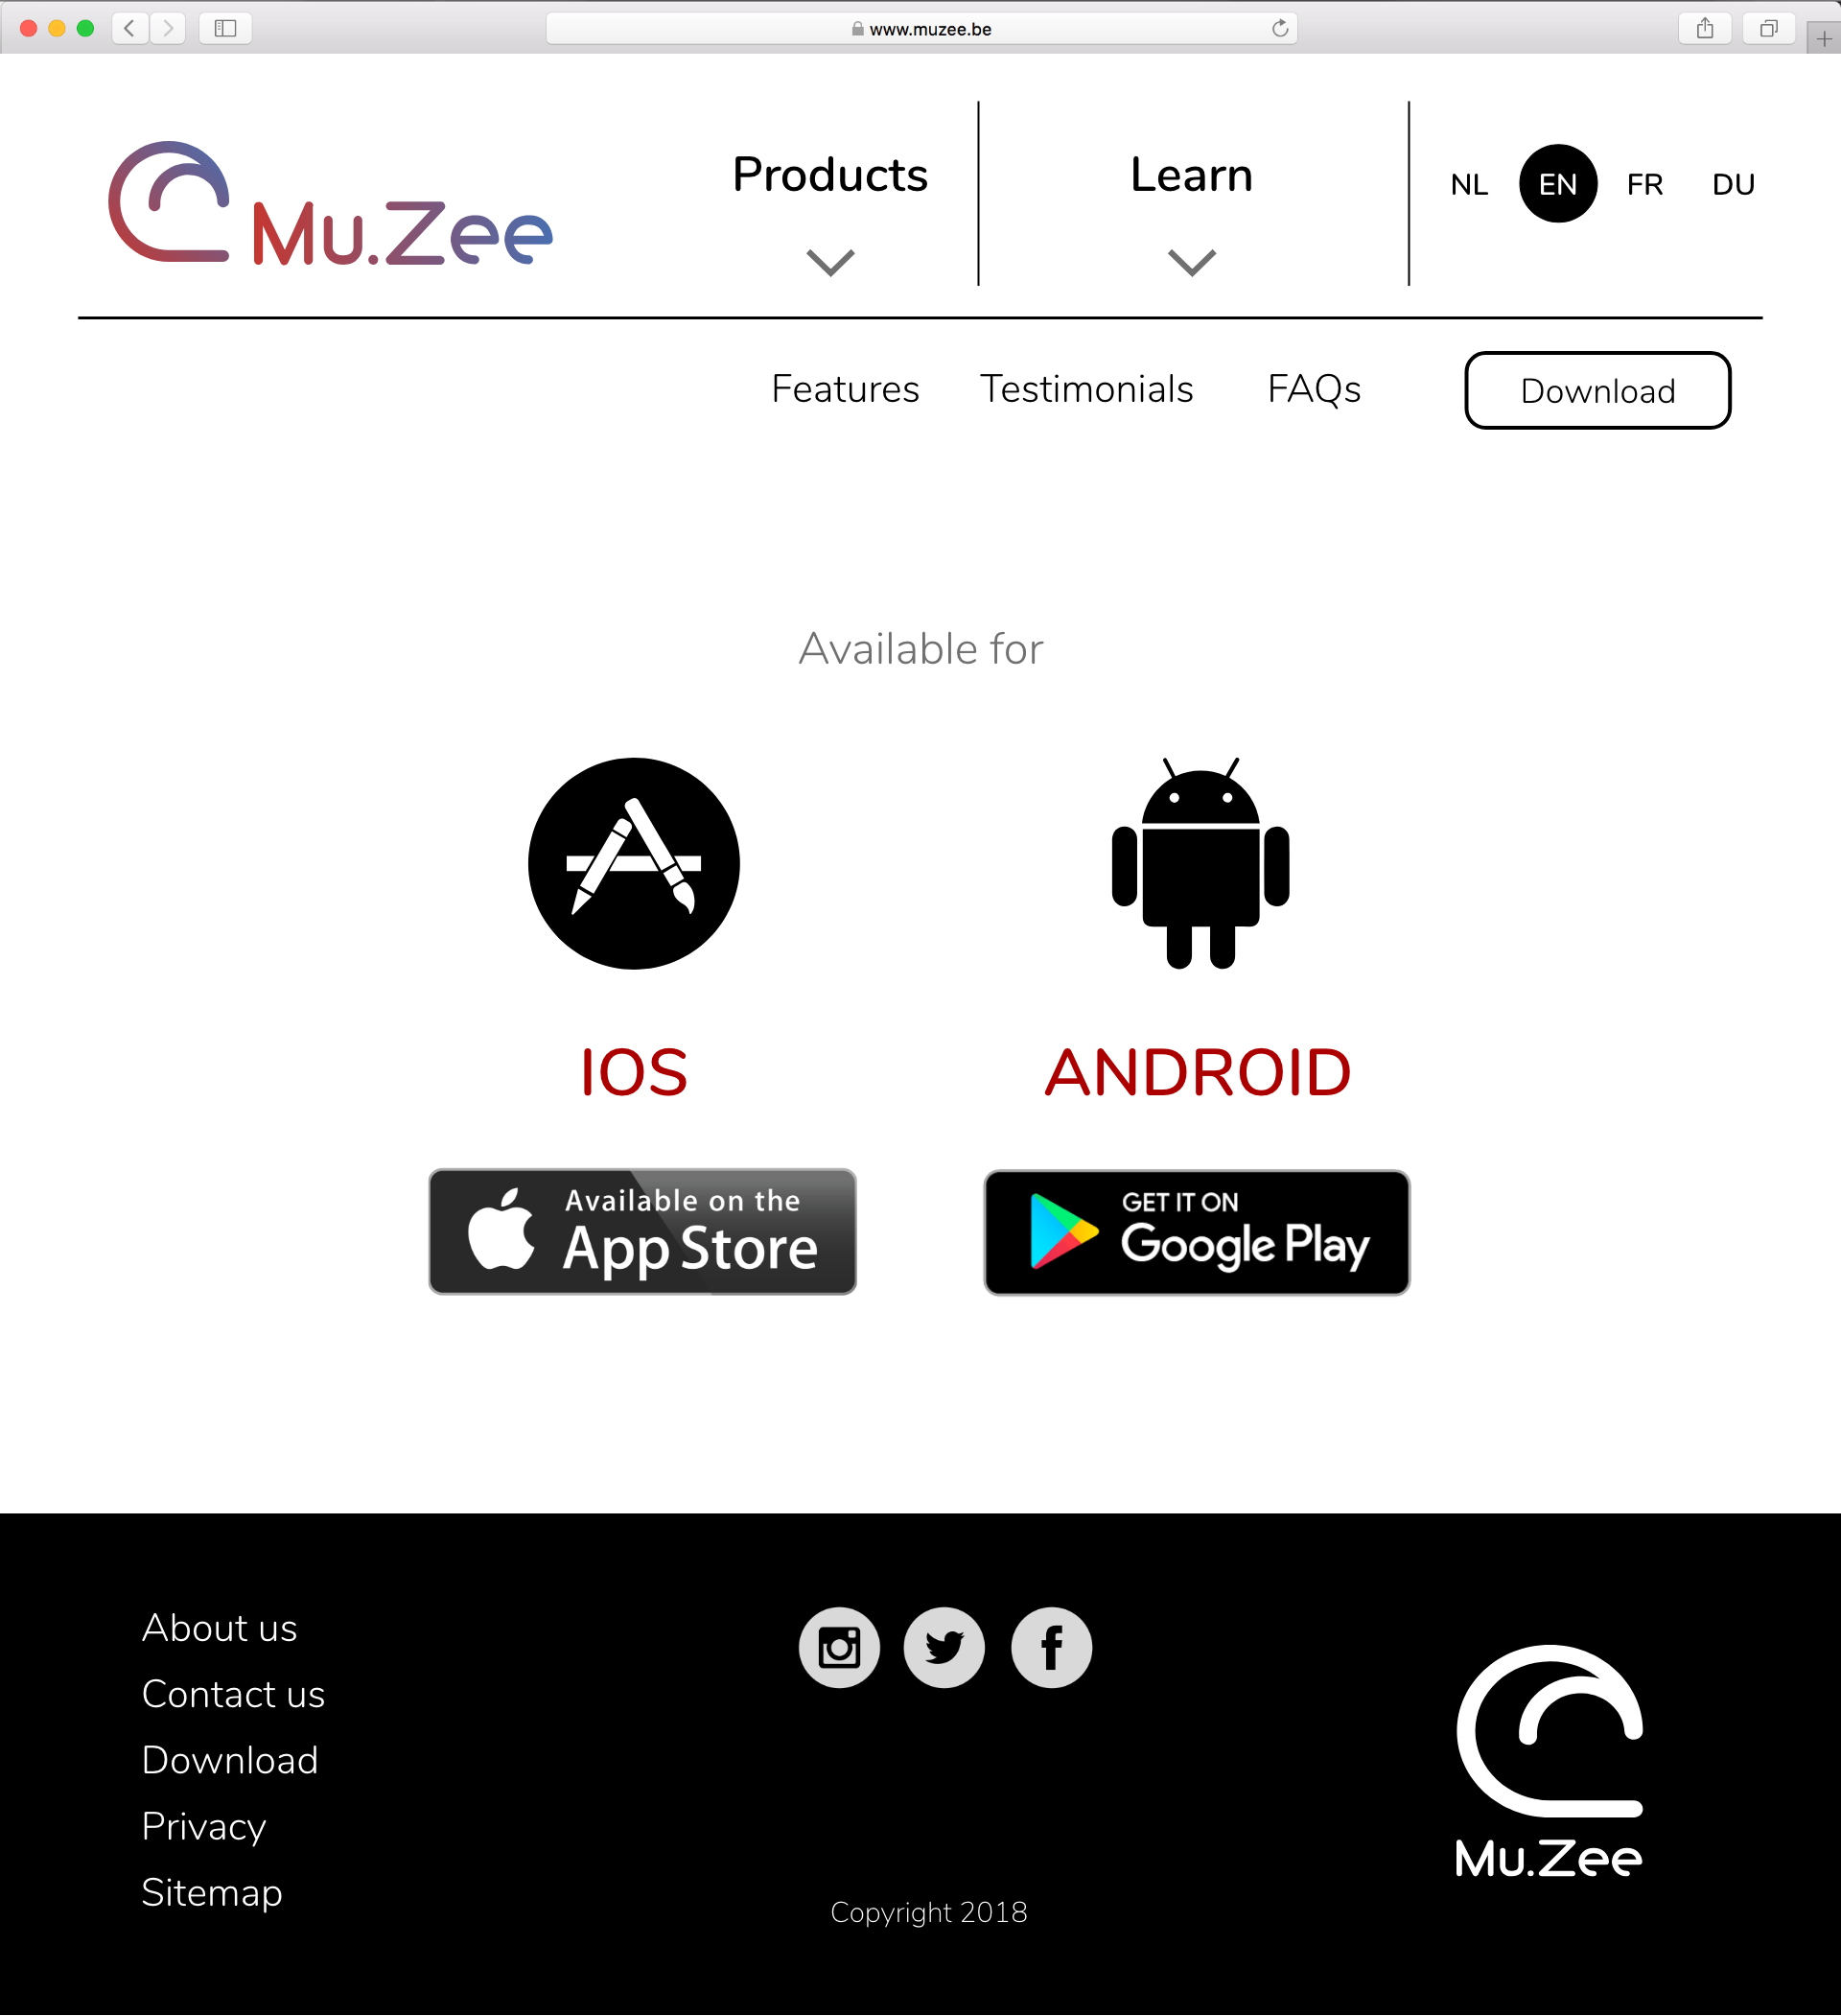 www.muzee.be
Mu.Zee
Products
Learn
NL EN FR DU
Features Testimonials FAQs Download
Available for
IOS
ANDROID
Available on the
App Store
GET IT ON
Google Play
About us
Contact us
Download
Privacy
Sitemap
Copyright 2018
Mu.Zee